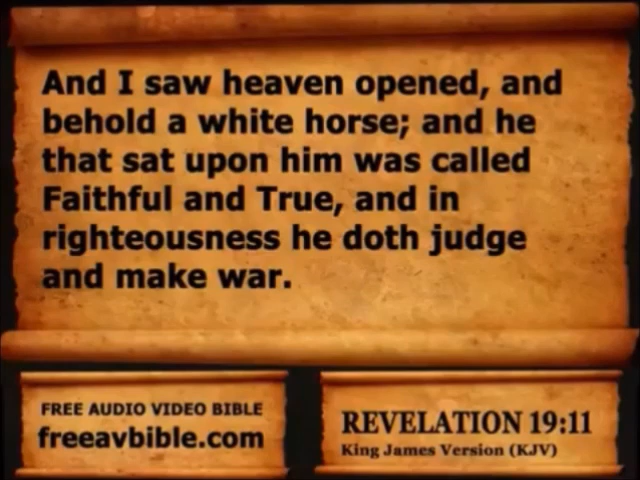 And I saw heaven opened, and
behold a white horse; and he
that sat upon him was called
Faithful and True, and in
righteousness he doth judge
and make war.
FREE AUDIO VIDEO BIBLE
freeavbible.com
REVELATION 19:11
King James Version (KJV)